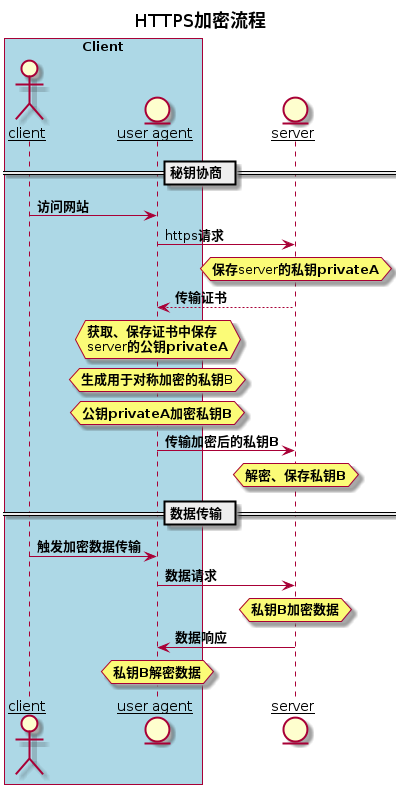 HTTPS加密流程
Client
client
user agent
server
秘钥协商
访问网站
https请求
保存server的私钥privateA
传输证书
获取、保存证书中保存
server的公钥privateA
生成用于对称加密的私钥B
公钥privateA加密私钥B
传输加密后的私钥B
解密、保存私钥B
数据传输
触发加密数据传输
数据请求
私钥B加密数据
数据响应
私钥B解密数据
client
user agent
server